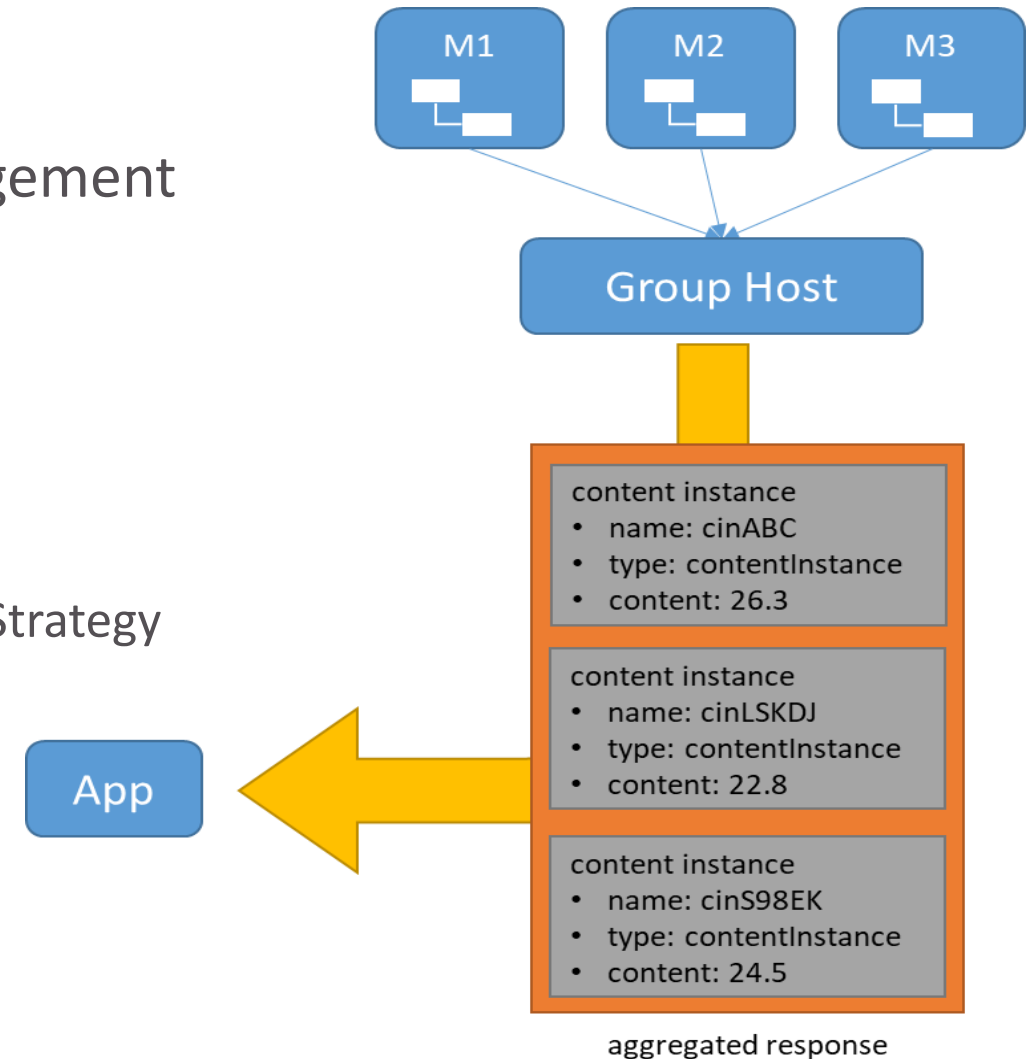 M1 M2 M3
gement
Group Host
content instance
• name: cinABC
• type: contentInstance
• content: 26.3
Strategy
content instance
• name: cinLSKDJ
• type: contentInstance
• content: 22.8
App
content instance
• name: cinS98EK
• type: contentInstance
• content: 24.5
aggregated response